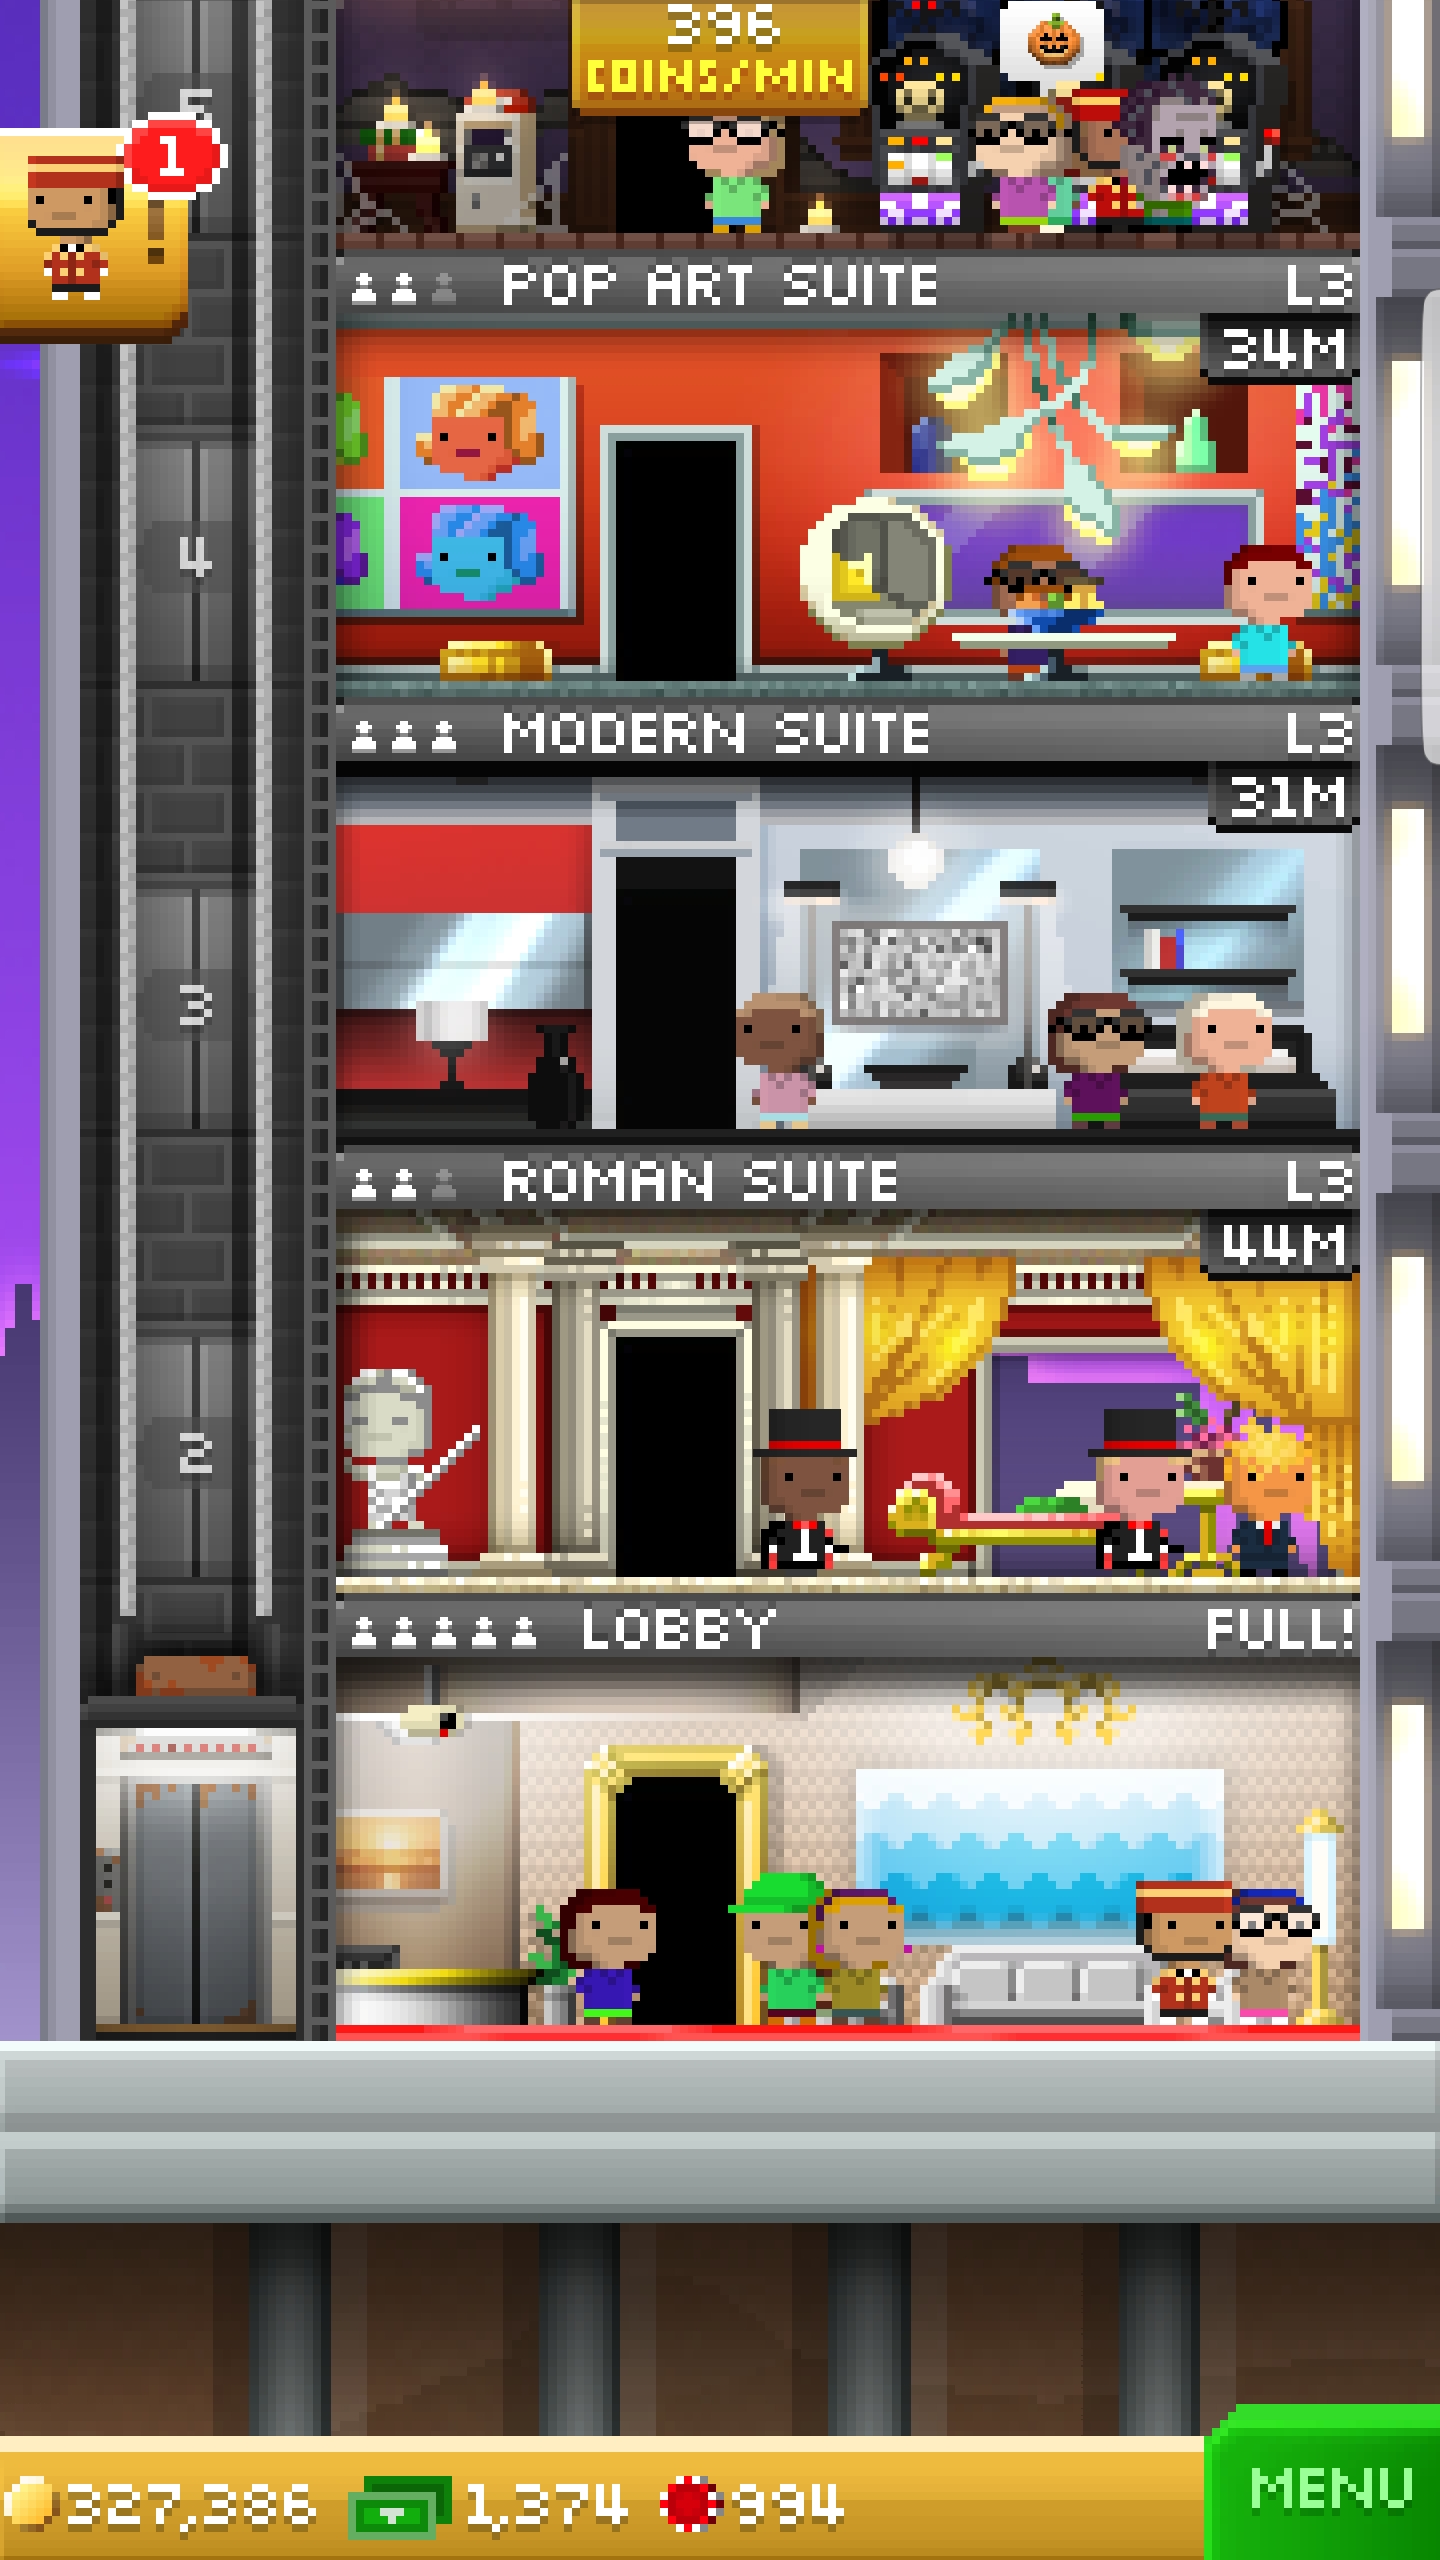 396
COINS/MIN
5
1
POP ART SUITE L3
34M
4
MODERN SUITE L3
31M
3
ROMAN SUITE L3
44M
2
LOBBY FULL!
327,386 1,374 994
MENU